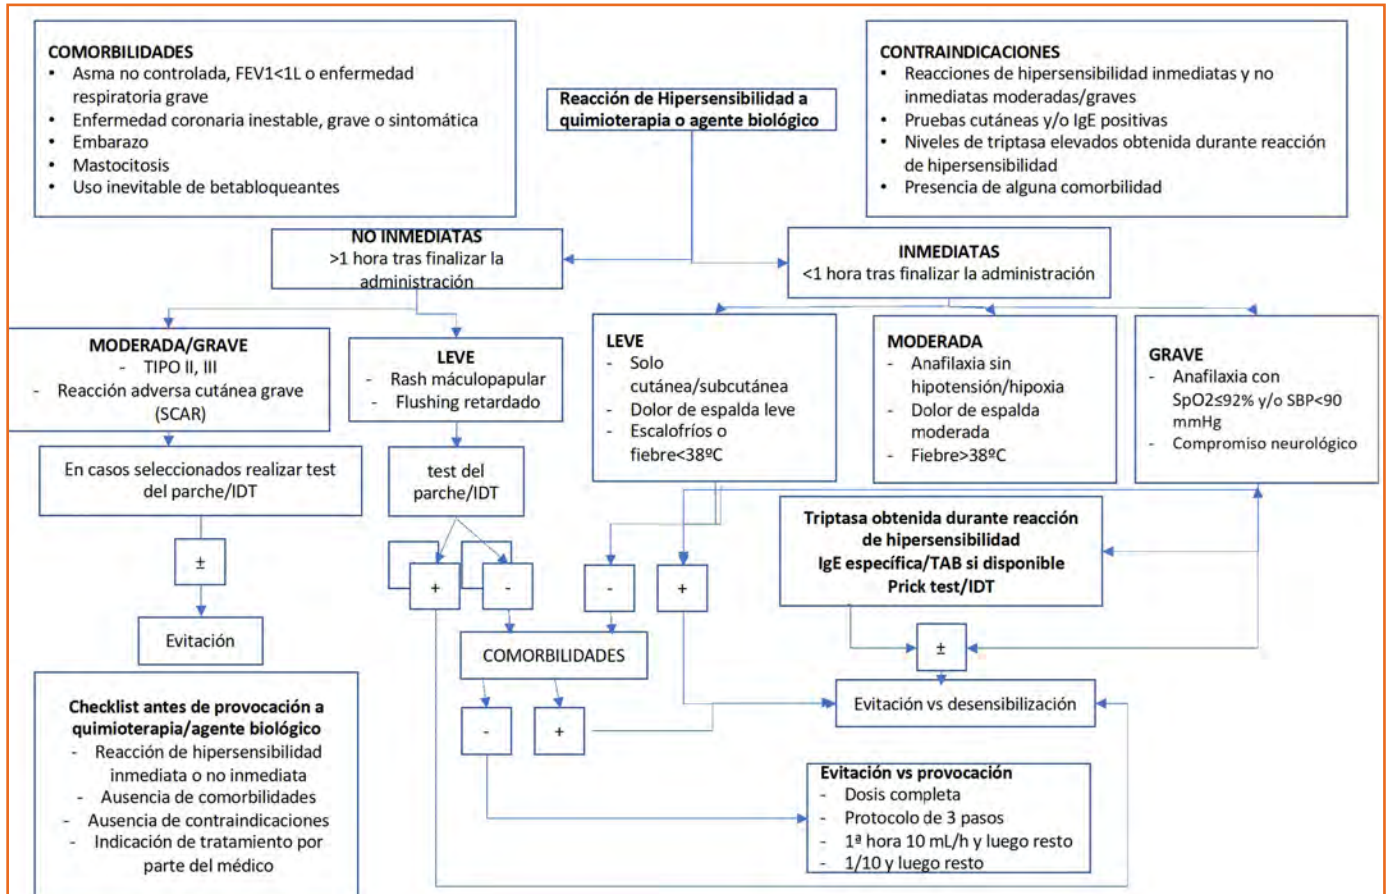 COMORBILIDADES
• Asma no controlada, FEV1<1L o enfermedad
respiratoria grave
• Enfermedad coronaria inestable, grave o sintomática
• Embarazo
• Mastocitosis
• Uso inevitable de betabloqueantes
Reacción de Hipersensibilidad a
quimioterapia o agente biológico
CONTRAINDICACIONES
• Reacciones de hipersensibilidad inmediatas y no
inmediatas moderadas/graves
• Pruebas cutáneas y/o IgE positivas
• Niveles de triptasa elevados obtenida durante reacción
de hipersensibilidad
• Presencia de alguna comorbilidad
NO INMEDIATAS
>1 hora tras finalizar la
administración
INMEDIATAS
<1 hora tras finalizar la administración
MODERADA/GRAVE
- TIPO II, III
- Reacción adversa cutánea grave
(SCAR)
LEVE
- Rash máculopapular
- Flushing retardado
LEVE
- Solo
cutánea/subcutánea
- Dolor de espalda leve
- Escalofríos o
fiebre<38ºC
MODERADA
- Anafilaxia sin
hipotensión/hipoxia
- Dolor de espalda
moderada
- Fiebre>38ºC
GRAVE
- Anafilaxia con
SpO2≤92% y/o SBP<90
mmHg
- Compromiso neurológico
En casos seleccionados realizar test
del parche/IDT
test del
parche/IDT
Triptasa obtenida durante reacción
de hipersensibilidad
IgE específica/TAB si disponible
Prick test/IDT
±
+
-
-
+
±
Evitación
COMORBILIDADES
Evitación vs desensibilización
-
+
Checklist antes de provocación a
quimioterapia/agente biológico
- Reacción de hipersensibilidad
inmediata o no inmediata
- Ausencia de comorbilidades
- Ausencia de contraindicaciones
- Indicación de tratamiento por
parte del médico
Evitación vs provocación
- Dosis completa
- Protocolo de 3 pasos
- 1ª hora 10 mL/h y luego resto
- 1/10 y luego resto